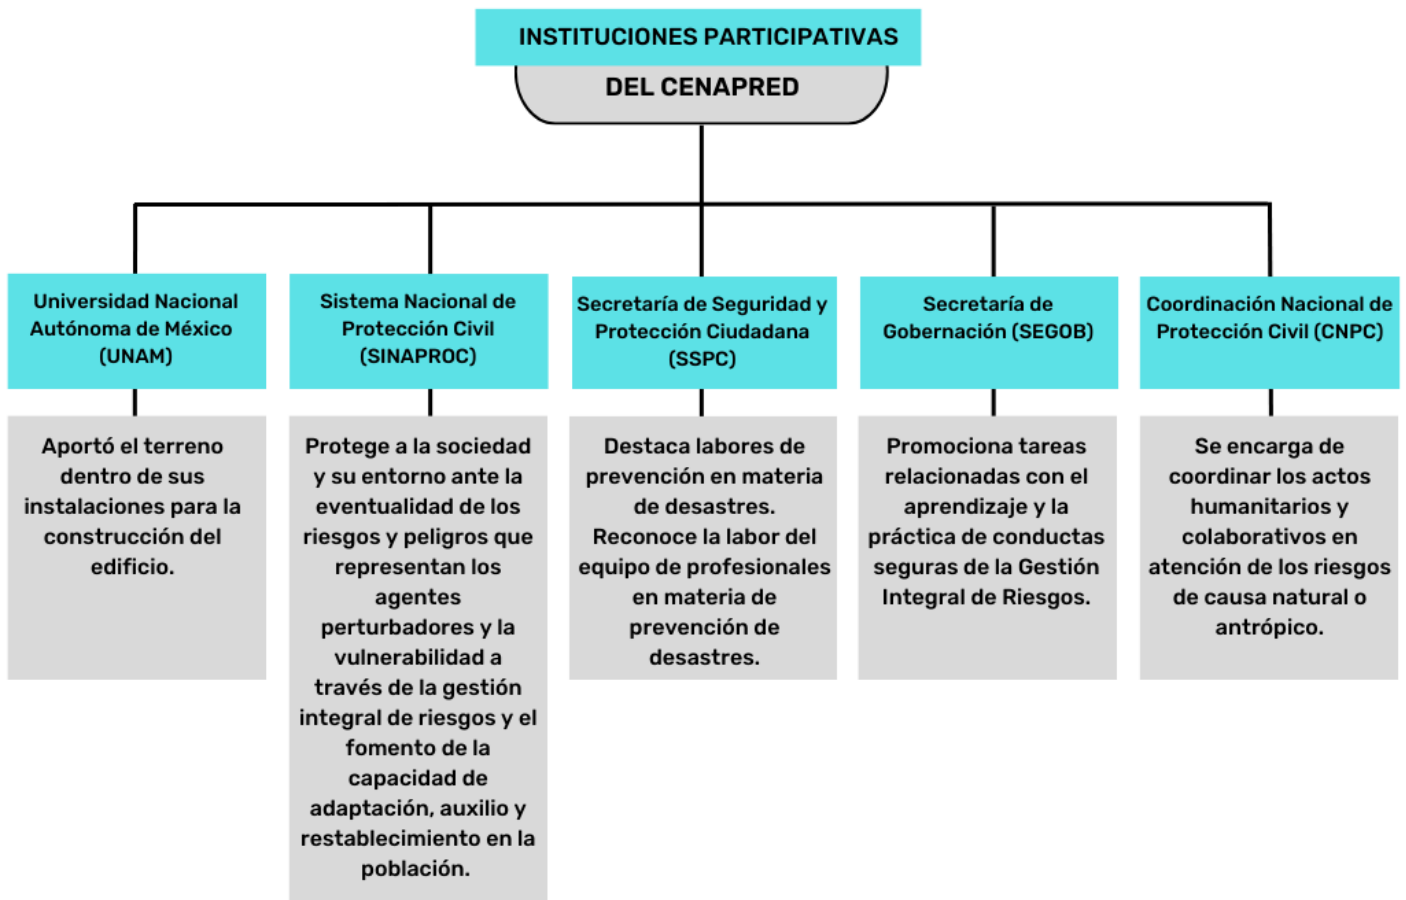 INSTITUCIONES PARTICIPATIVAS
DEL CENAPRED
Universidad Nacional
Autónoma de México
(UNAM)
Aportó el terreno
dentro de sus
instalaciones para la
construcción del
edificio.
Sistema Nacional de
Protección Civil
(SINAPROC)
Protege a la sociedad
y su entorno ante la
eventualidad de los
riesgos y peligros que
representan los
agentes
perturbadores y la
vulnerabilidad a
través de la gestión
integral de riesgos y el
fomento de la
capacidad de
adaptación, auxilio y
restablecimiento en la
población.
Secretaría de Seguridad y
Protección Ciudadana
(SSPC)
Destaca labores de
prevención en materia
de desastres.
Reconoce la labor del
equipo de profesionales
en materia de
prevención de
desastres.
Secretaría de
Gobernación (SEGOB)
Promociona tareas
relacionadas con el
aprendizaje y la
práctica de conductas
seguras de la Gestión
Integral de Riesgos.
Coordinación Nacional de
Protección Civil (CNPC)
Se encarga de
coordinar los actos
humanitarios y
colaborativos en
atención de los riesgos
de causa natural o
antrópico.